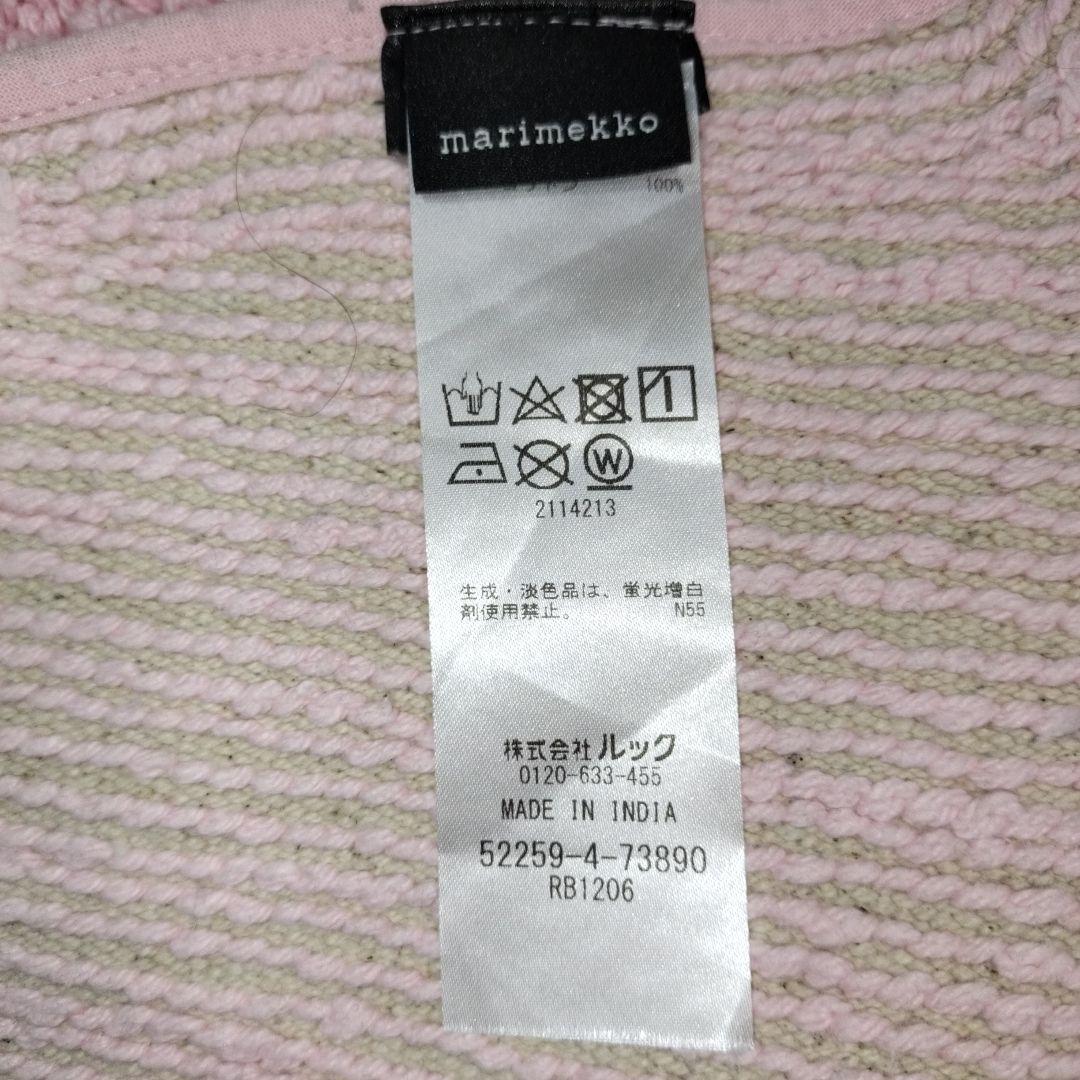 marimekko
100%
W
2114213
生成・淡色品は、蛍光増白
剤使用禁止。 N55
株式会社ルック
0120-633-455
MADE IN INDIA
52259-4-73890
RB1206